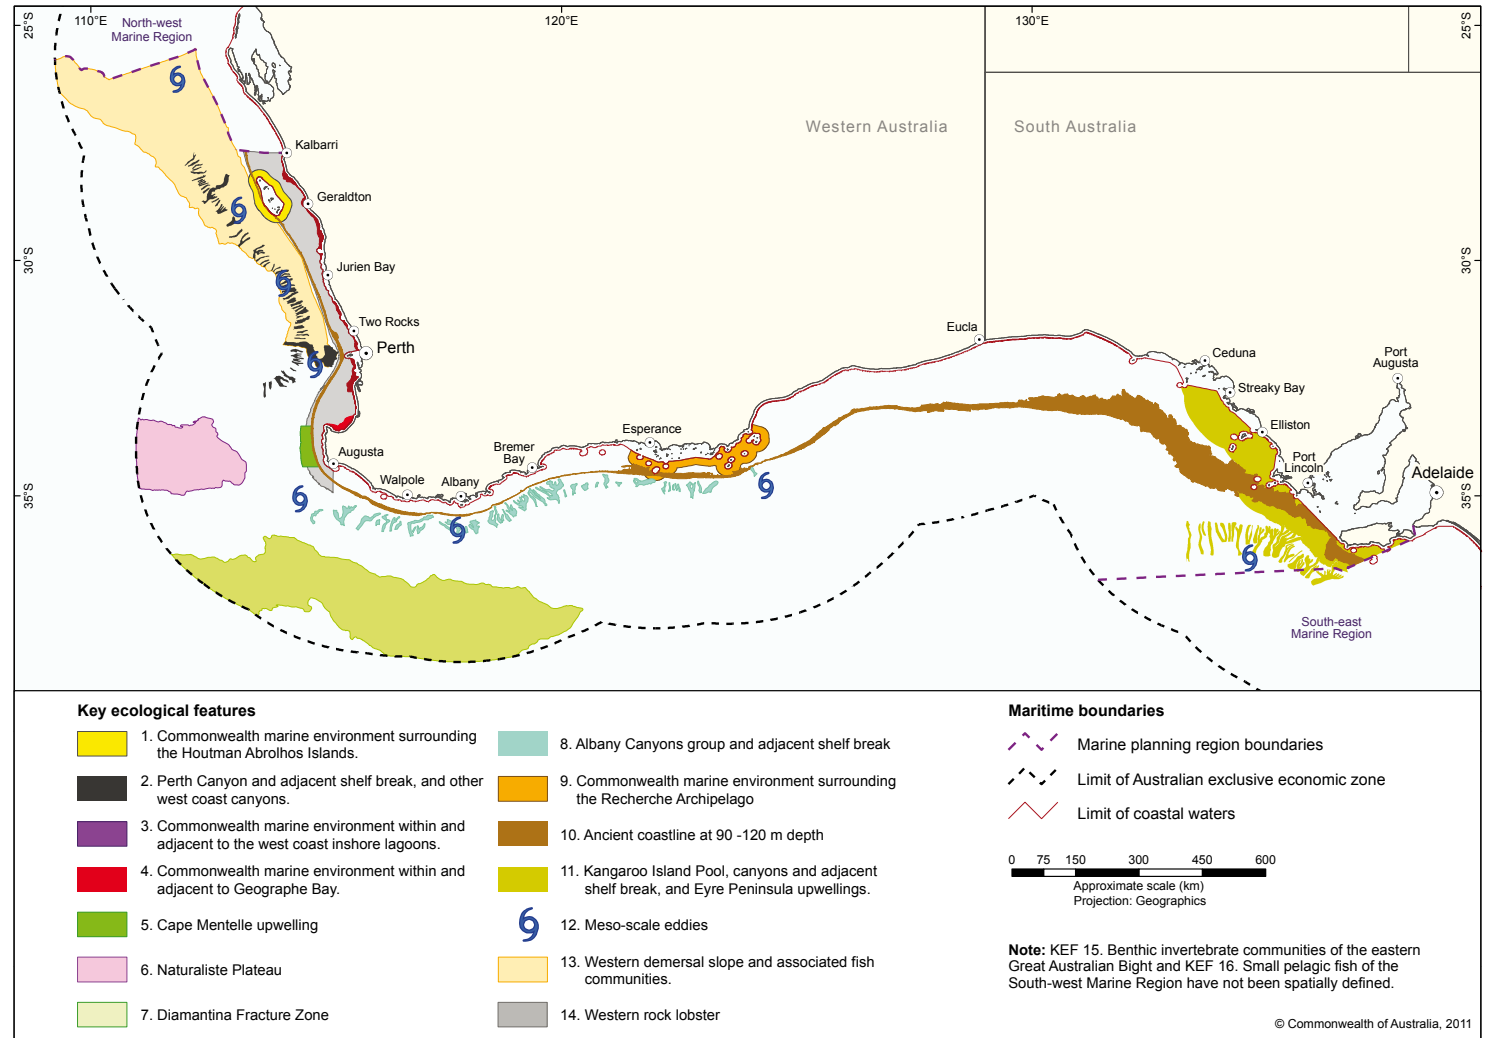 110°E
120°E
130°E
25°S
25°S
North-west
Marine Region
Western Australia
South Australia
Kalbarri
Geraldton
30°S
30°S
Jurien Bay
Two Rocks
Perth
Eucla
Ceduna
Port
Augusta
Streaky Bay
Elliston
Esperance
Bremer
Bay
Augusta
Port
Lincoln
Adelaide
Walpole
Albany
35°S
35°S
South-east
Marine Region
Key ecological features
1. Commonwealth marine environment surrounding
the Houtman Abrolhos Islands.
2. Perth Canyon and adjacent shelf break, and other
west coast canyons.
3. Commonwealth marine environment within and
adjacent to the west coast inshore lagoons.
4. Commonwealth marine environment within and
adjacent to Geographe Bay.
5. Cape Mentelle upwelling
6. Naturaliste Plateau
7. Diamantina Fracture Zone
8. Albany Canyons group and adjacent shelf break
9. Commonwealth marine environment surrounding
the Recherche Archipelago
10. Ancient coastline at 90 -120 m depth
11. Kangaroo Island Pool, canyons and adjacent
shelf break, and Eyre Peninsula upwellings.
12. Meso-scale eddies
13. Western demersal slope and associated fish
communities.
14. Western rock lobster
Maritime boundaries
Marine planning region boundaries
Limit of Australian exclusive economic zone
Limit of coastal waters
0 75 150 300 450 600
Approximate scale (km)
Projection: Geographics
Note: KEF 15. Benthic invertebrate communities of the eastern
Great Australian Bight and KEF 16. Small pelagic fish of the
South-west Marine Region have not been spatially defined.
© Commonwealth of Australia, 2011